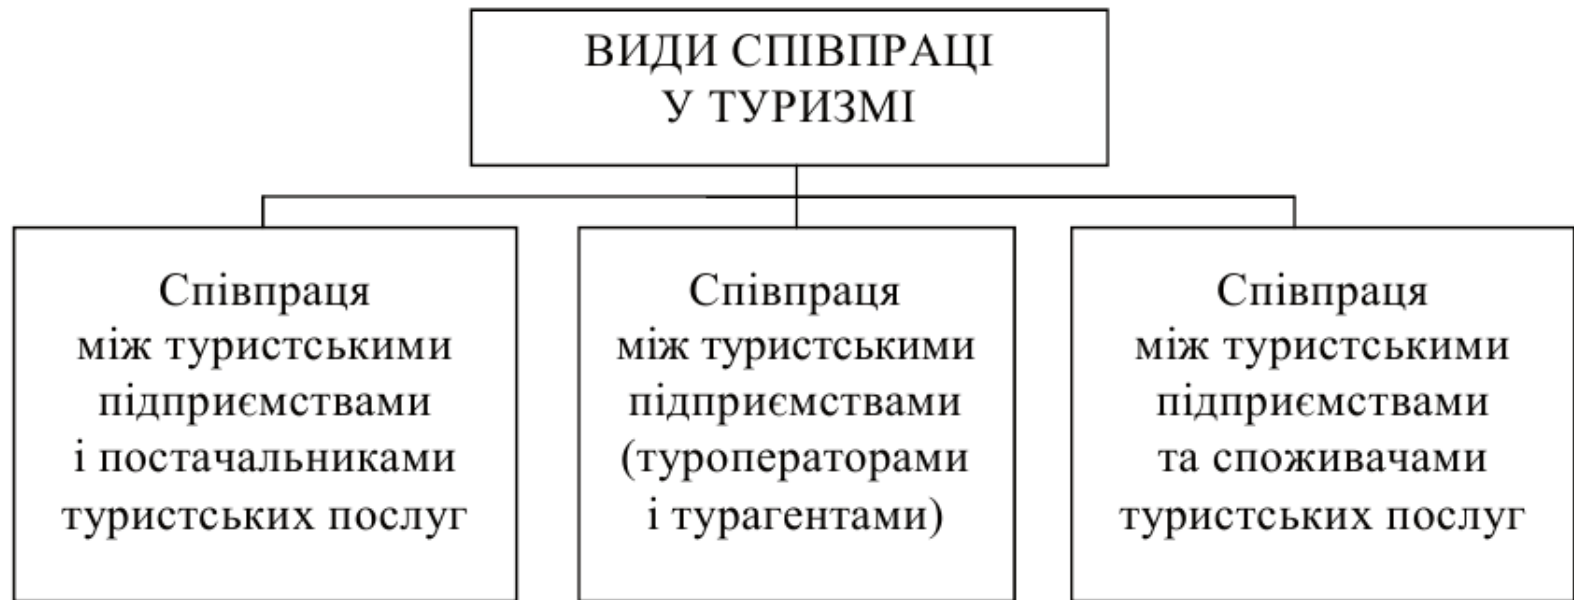 ВИДИ СПІВПРАЦІ
У ТУРИЗМІ
Співпраця
між туристськими
підприємствами
і постачальниками
туристських послуг
Співпраця
між туристськими
підприємствами
(туроператорами
і турагентами)
Співпраця
між туристськими
підприємствами
та споживачами
туристських послуг